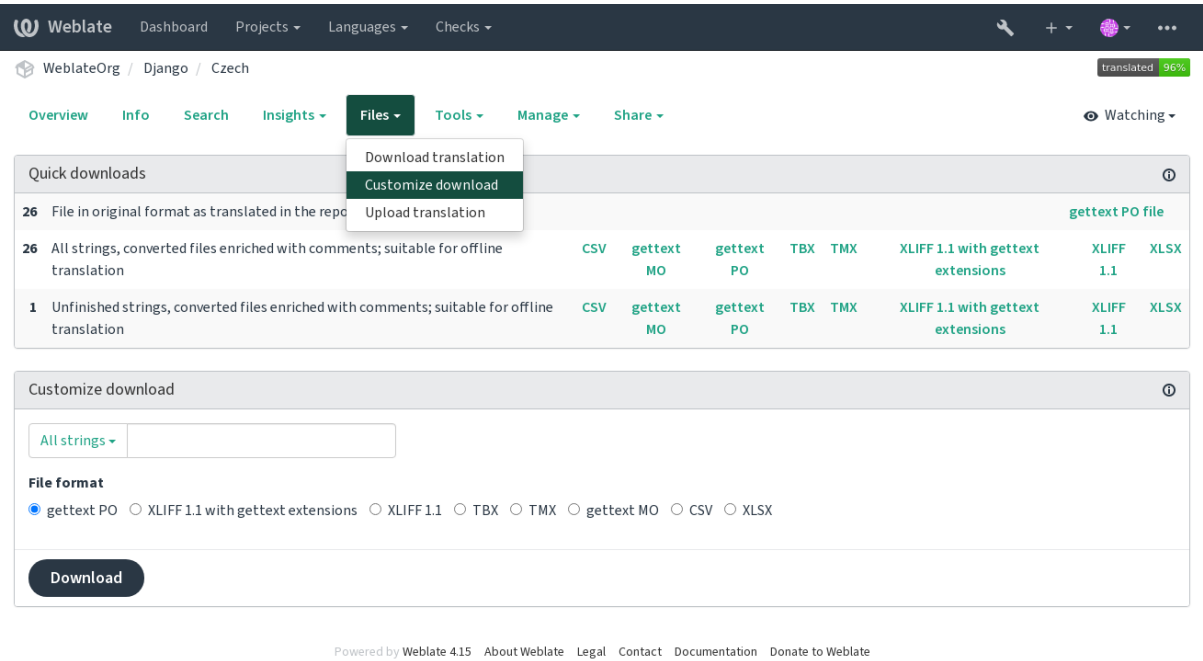 Weblate Dashboard Projects Languages Checks
WeblateOrg / Django / Czech translated 96%
Overview Info Search Insights Files Tools Manage Share Watching
Download translation
Customize download
Upload translation
Quick downloads
26 File in original format as translated in the repo gettext PO file
26 All strings, converted files enriched with comments; suitable for offline CSV gettext gettext TBX TMX XLIFF 1.1 with gettext XLIFF XLSX
translation MO PO extensions 1.1
1 Unfinished strings, converted files enriched with comments; suitable for offline CSV gettext gettext TBX TMX XLIFF 1.1 with gettext XLIFF XLSX
translation MO PO extensions 1.1
Customize download
All strings
File format
gettext PO XLIFF 1.1 with gettext extensions XLIFF 1.1 TBX TMX gettext MO CSV XLSX
Download
Powered by Weblate 4.15 About Weblate Legal Contact Documentation Donate to Weblate